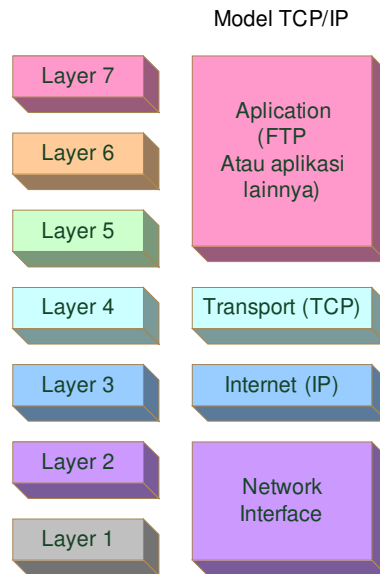 Model TCP/IP
Layer 7
Layer 6
Layer 5
Layer 4
Layer 3
Layer 2
Layer 1
Aplication
(FTP
Atau aplikasi
lainnya)
Transport (TCP)
Internet (IP)
Network
Interface